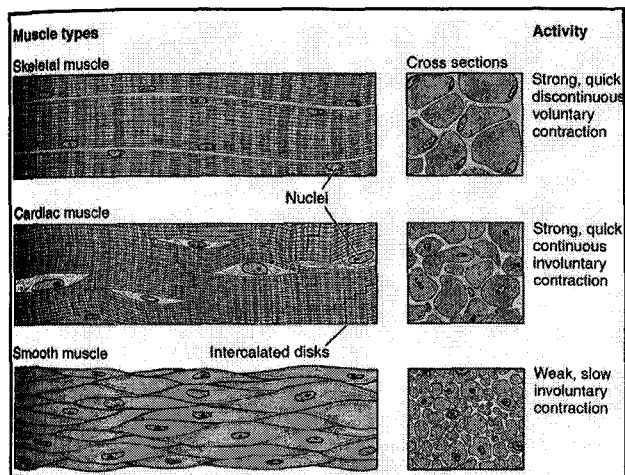 Muscle types
Activity
Skeletal muscle
Cross sections
Strong, quick
discontinuous
voluntary
contraction
Nuclei
Cardiac muscle
Strong, quick
continuous
involuntary
contraction
Intercalated disks
Smooth muscle
Weak, slow
involuntary
contraction